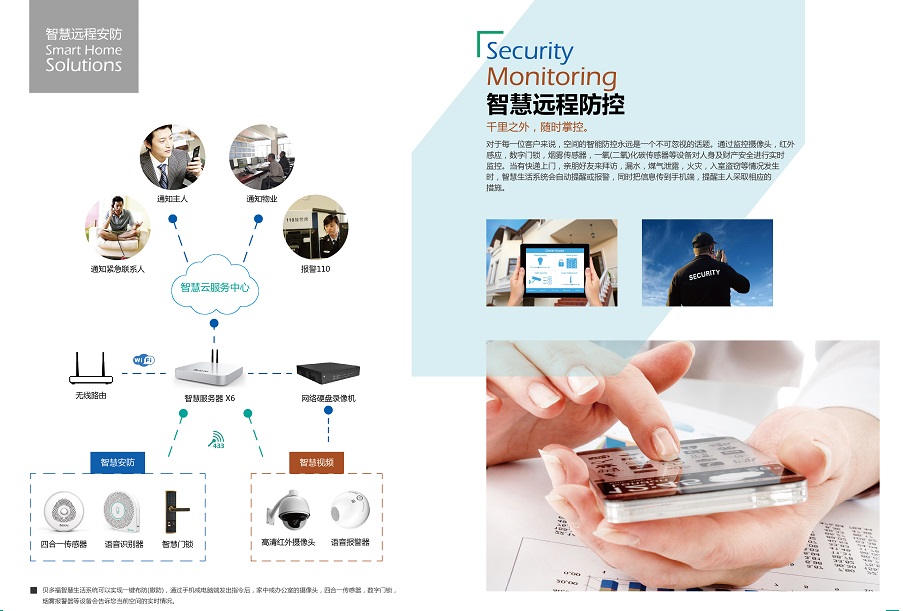 智慧远程安防
Smart Home
Solutions
通知主人
通知物业
110接警席
通知紧急联系人
报警110
智慧云服务中心
WiFi
无线路由
智慧服务器 X6
网络硬盘录像机
433
智慧安防
智慧视频
四合一传感器
语音识别器
智慧门锁
高清红外摄像头
语音报警器
贝多福智慧生活系统可以实现一键布防(撤防)，通过手机或电脑端发出指令后，家中或办公室的摄像头，四合一传感器，数字门锁，
烟雾报警器等设备会告诉您当前空间的实时情况。
Security
Monitoring
智慧远程防控
千里之外，随时掌控。
对于每一位客户来说，空间的智能防控永远是一个不可忽视的话题。通过监控摄像头，红外
感应，数字门锁，烟雾传感器，一氧(二氧)化碳传感器等设备对人身及财产安全进行实时
监控。当有快递上门，亲朋好友来拜访，漏水，煤气泄露，火灾，入室盗窃等情况发生
时，智慧生活系统会自动提醒或报警，同时把信息传到手机端，提醒主人采取相应的
措施。
SECURITY